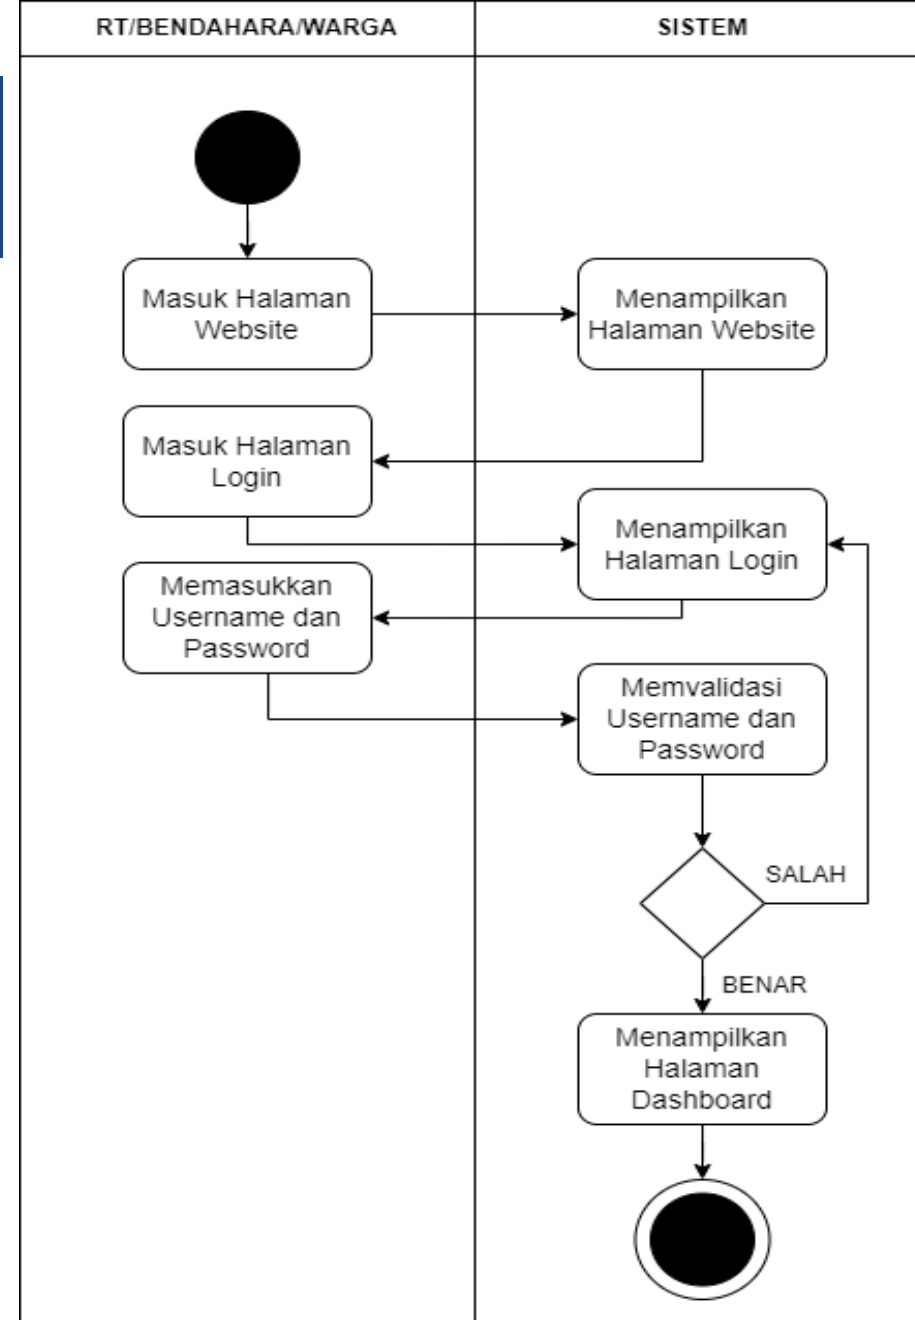 RT/BENDAHARA/WARGA
SISTEM
Masuk Halaman
Website
Menampilkan
Halaman Website
Masuk Halaman
Login
Menampilkan
Halaman Login
Memasukkan
Username dan
Password
Memvalidasi
Username dan
Password
SALAH
BENAR
Menampilkan
Halaman
Dashboard